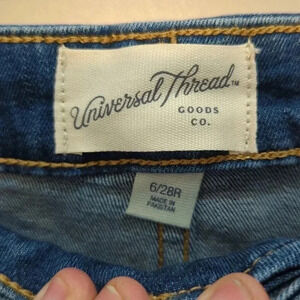 Universal Thread™
GOODS
CO.
6/28R
MADE IN
PAKISTAN